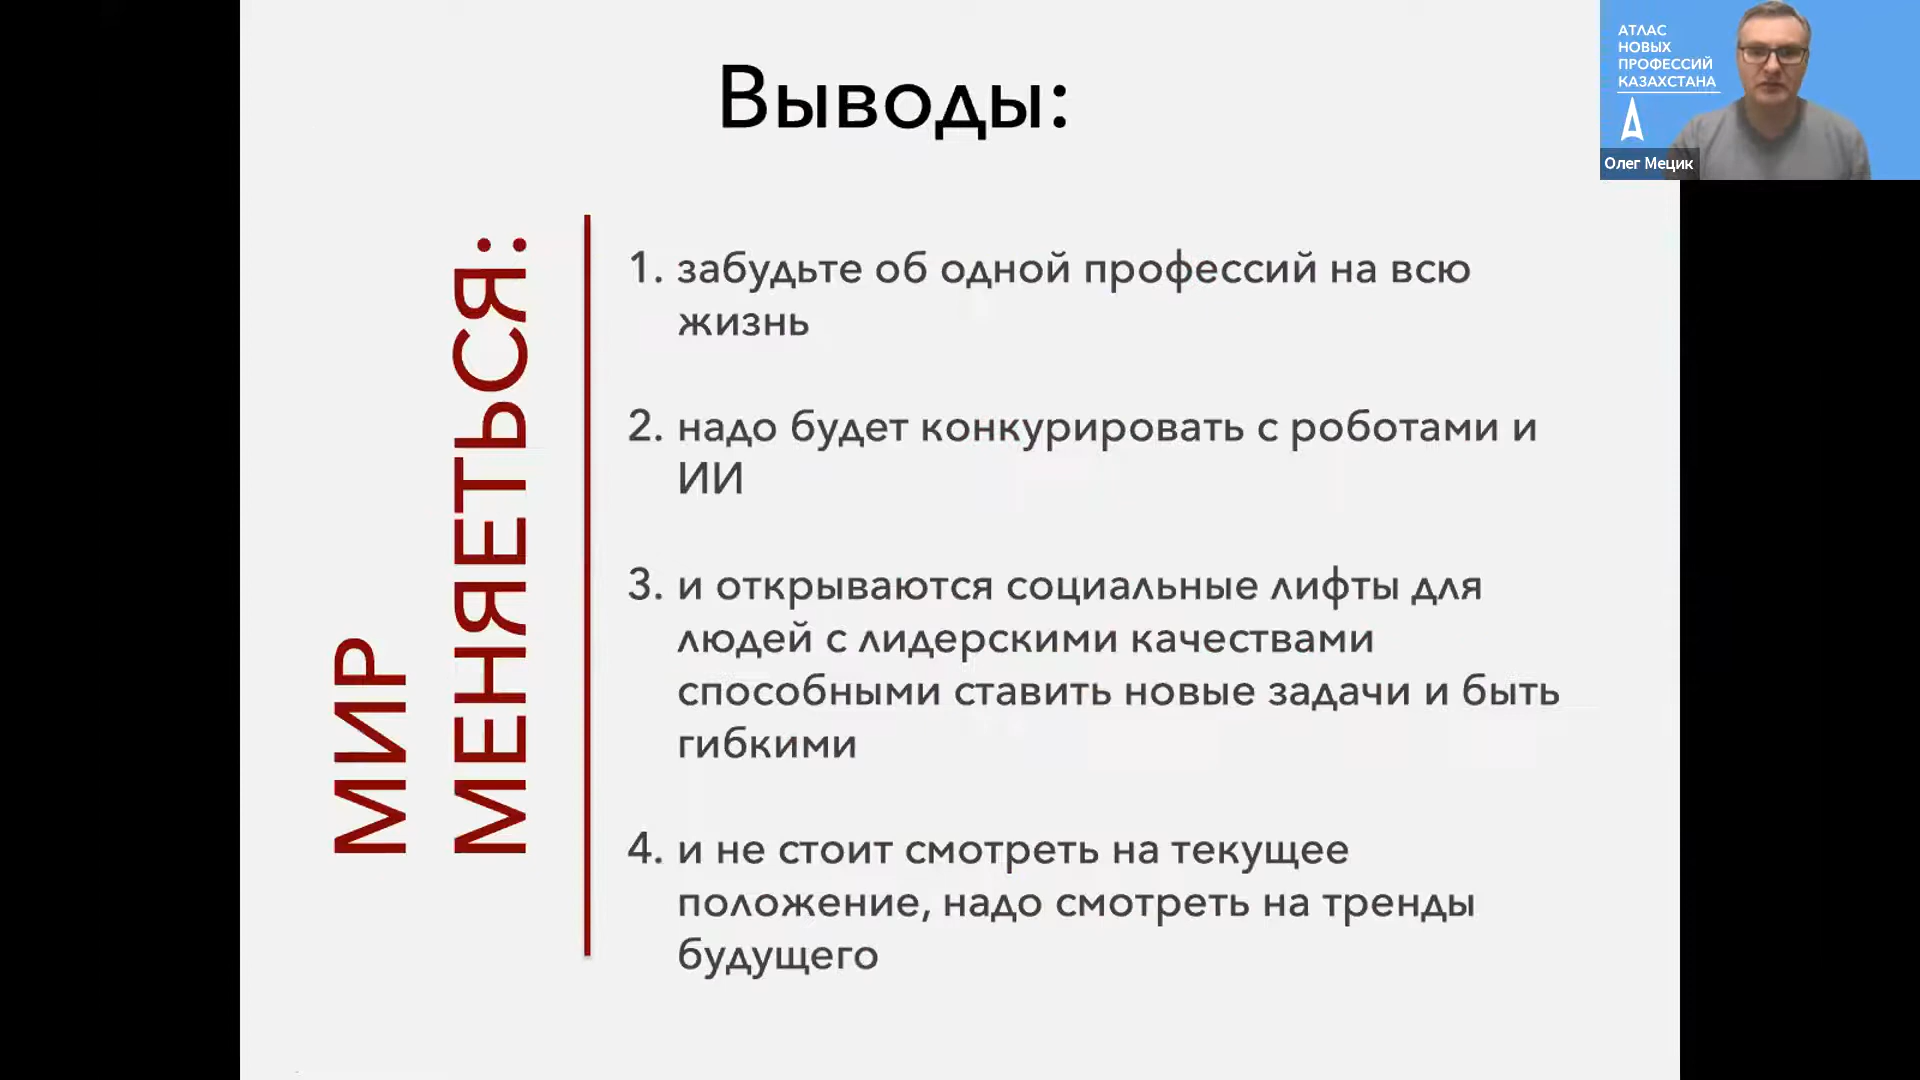 Выводы:
МИР
МЕНЯЕТЬСЯ:
1. забудьте об одной профессий на всю
жизнь
2. надо будет конкурировать с роботами и
ИИ
3. и открываются социальные лифты для
людей с лидерскими качествами
способными ставить новые задачи и быть
гибкими
4. и не стоит смотреть на текущее
положение, надо смотреть на тренды
будущего
АТЛАС
НОВЫХ
ПРОФЕССИЙ
КАЗАХСТАНА
Олег Мецик